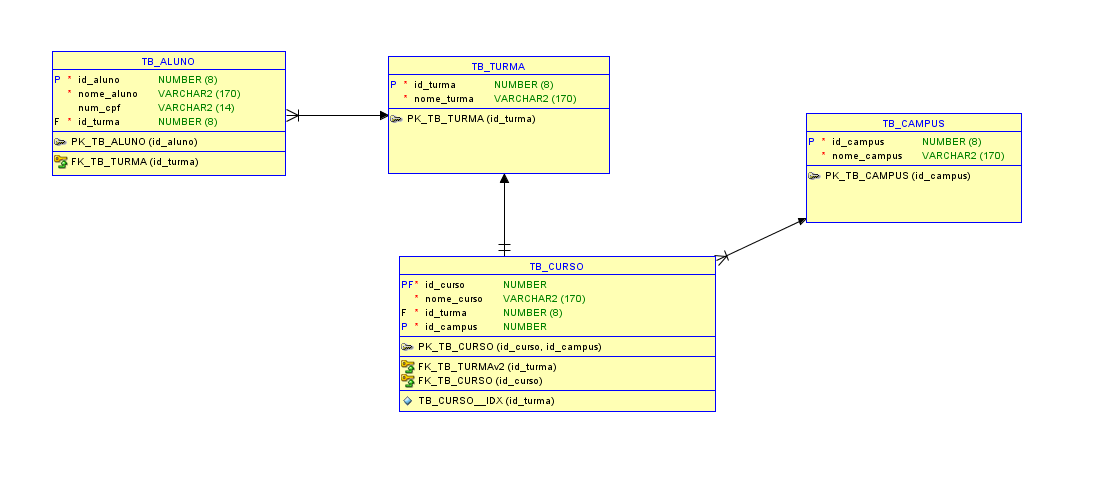 TB_ALUNO
P * id_aluno NUMBER (8)
* nome_aluno VARCHAR2 (170)
num_cpf VARCHAR2 (14)
F * id_turma NUMBER (8)
PK_TB_ALUNO (id_aluno)
FK_TB_TURMA (id_turma)
TB_TURMA
P * id_turma NUMBER (8)
* nome_turma VARCHAR2 (170)
PK_TB_TURMA (id_turma)
TB_CAMPUS
P * id_campus NUMBER (8)
* nome_campus VARCHAR2 (170)
PK_TB_CAMPUS (id_campus)
TB_CURSO
PF* id_curso NUMBER
* nome_curso VARCHAR2 (170)
F * id_turma NUMBER (8)
P * id_campus NUMBER
PK_TB_CURSO (id_curso, id_campus)
FK_TB_TURMAv2 (id_turma)
FK_TB_CURSO (id_curso)
TB_CURSO__IDX (id_turma)